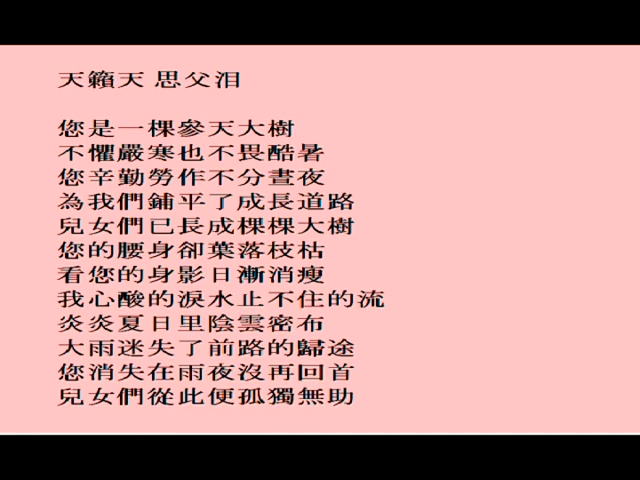 天籟天 思父泪
您是一棵參天大樹
不懼嚴寒也不畏酷暑
您辛勤勞作不分晝夜
為我們鋪平了成長道路
兒女們已長成棵棵大樹
您的腰身卻葉落枝枯
看您的身影日漸消瘦
我心酸的淚水止不住的流
炎炎夏日里陰雲密布
大雨迷失了前路的歸途
您消失在雨夜沒再回首
兒女們從此便孤獨無助